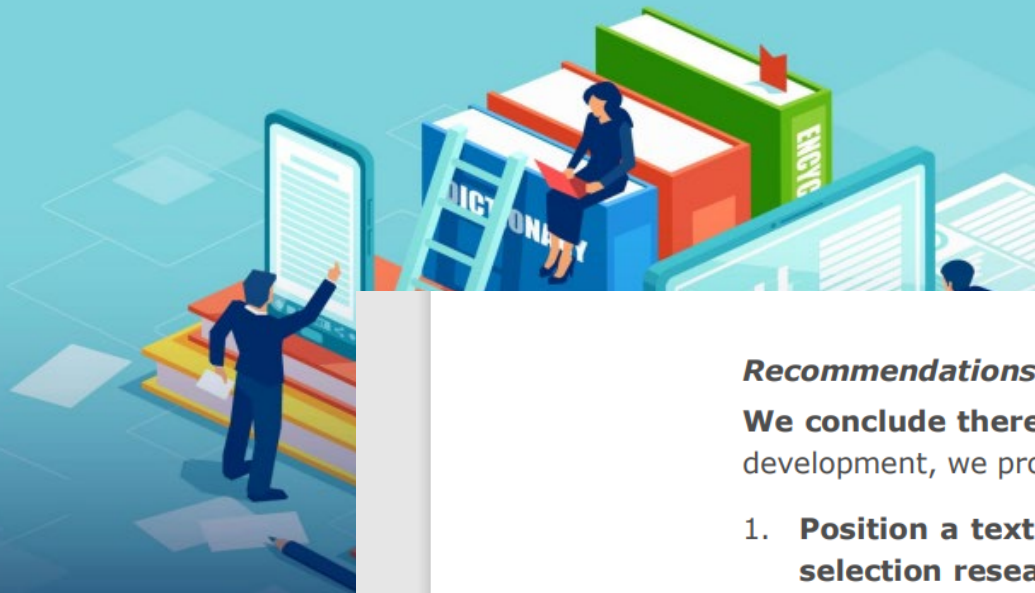 ENCYC
DICTIONARY
Recommendations
We conclude there
development, we pro
1. Position a text
selection resea